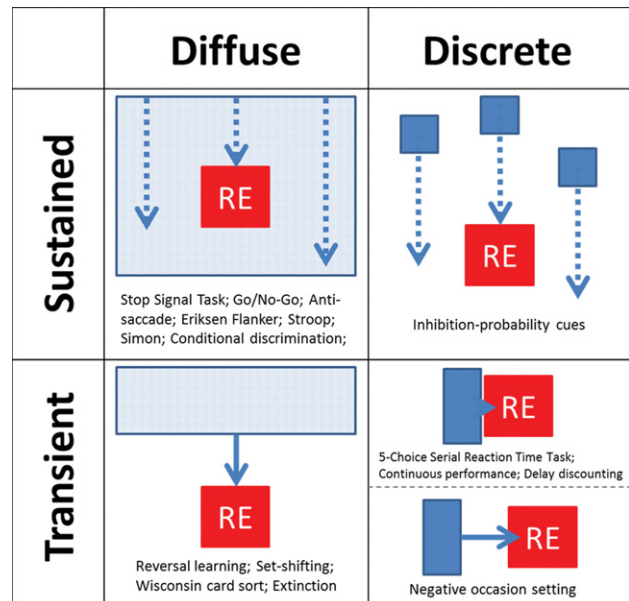 Diffuse
Discrete
Sustained
RE
Stop Signal Task; Go/No-Go; Anti-
saccade; Eriksen Flanker; Stroop;
Simon; Conditional discrimination;
RE
Inhibition-probability cues
Transient
RE
Reversal learning; Set-shifting;
Wisconsin card sort; Extinction
RE
5-Choice Serial Reaction Time Task;
Continuous performance; Delay discounting
RE
Negative occasion setting